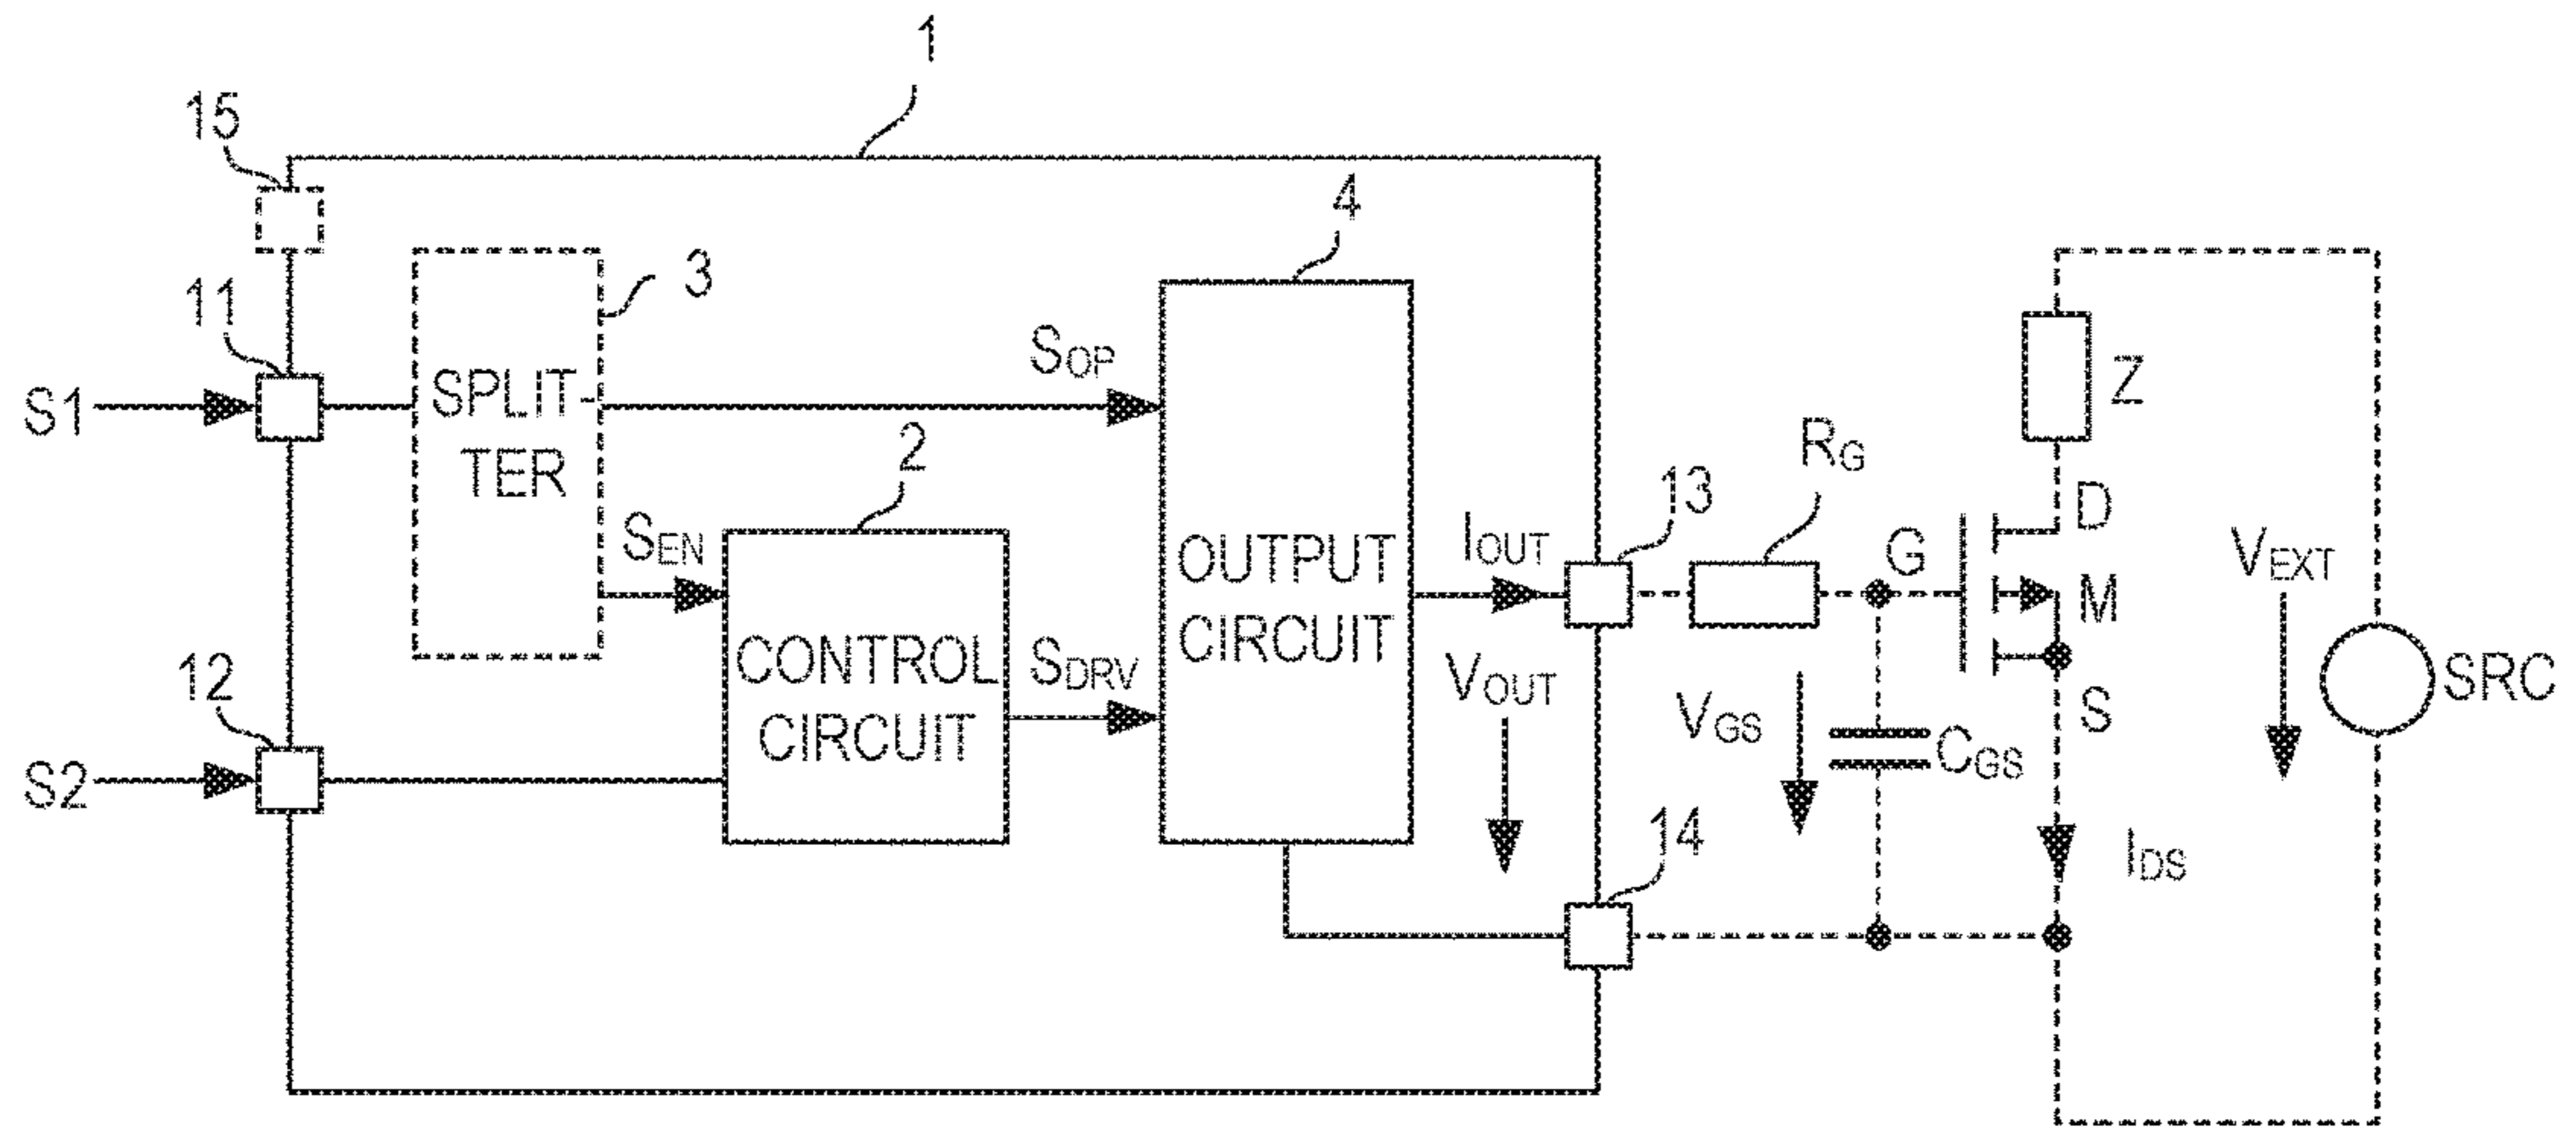 1
15
4
3
11
S1
SPLIT-
TER
SOP
2
SEN
CONTROL
CIRCUIT
SDRV
12
S2
OUTPUT
CIRCUIT
IOUT
VOUT
13
14
RG
G
VGS
CGS
Z
D
M
S
IDS
VEXT
SRC